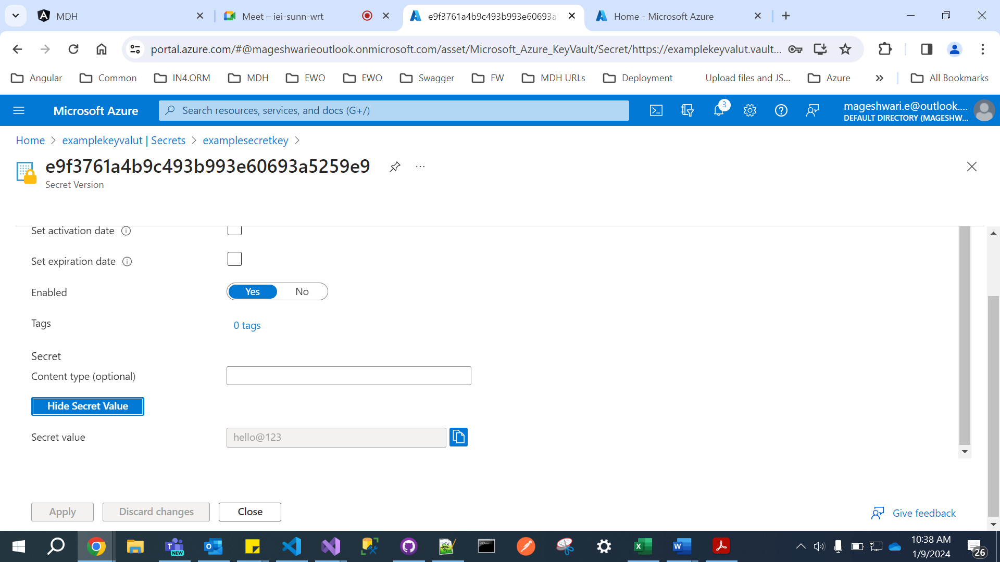 MDH
Meet – iei-sunn-wrt
e9f3761a4b9c493b993e60693a5
Home - Microsoft Azure
portal.azure.com/#@mageshwarieoutlook.onmicrosoft.com/asset/Microsoft_Azure_KeyVault/Secret/https://examplekeyvalut.vault...
Angular
Common
IN4.ORM
MDH
EWO
EWO
Swagger
FW
MDH URLs
Deployment
Upload files and JS...
Azure
All Bookmarks
Microsoft Azure
Search resources, services, and docs (G+/)
3
mageshwari.e@outlook....
DEFAULT DIRECTORY (MAGESHW...
Home > examplekeyvalut | Secrets > examplesecretkey >
e9f3761a4b9c493b993e60693a5259e9
Secret Version
Set activation date
Set expiration date
Enabled
Yes No
Tags
0 tags
Secret
Content type (optional)
Hide Secret Value
Secret value
hello@123
Apply
Discard changes
Close
Give feedback
NEW
10:38 AM
1/9/2024
26